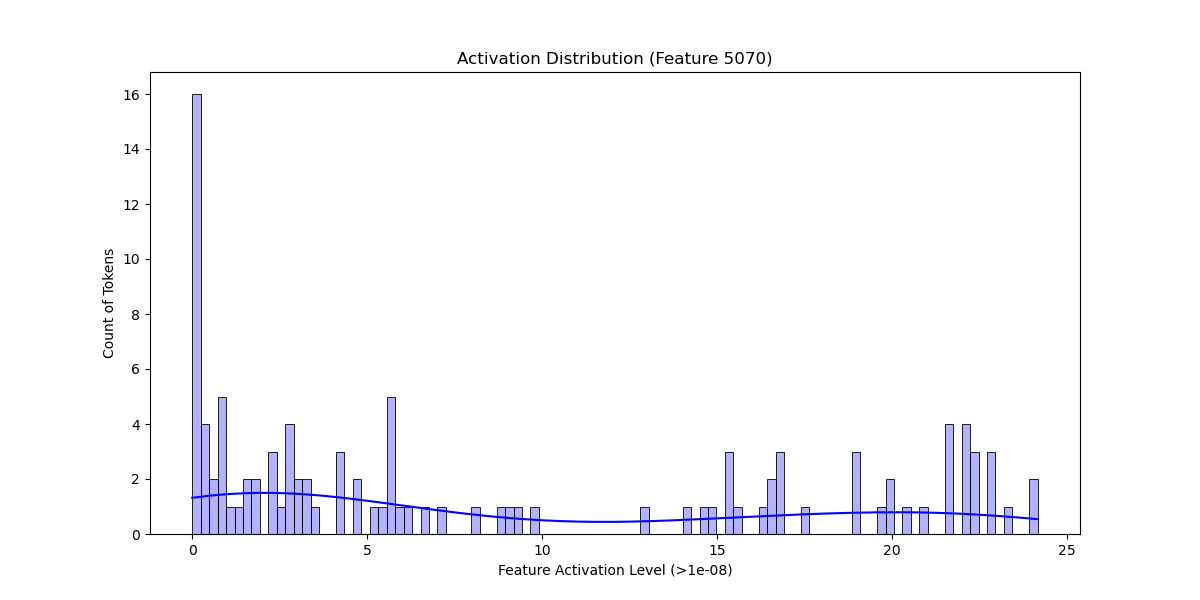 Activation Distribution (Feature 5070)
Count of Tokens
16
14
12
10
8
6
4
2
0
0 5 10 15 20 25
Feature Activation Level (>1e-08)